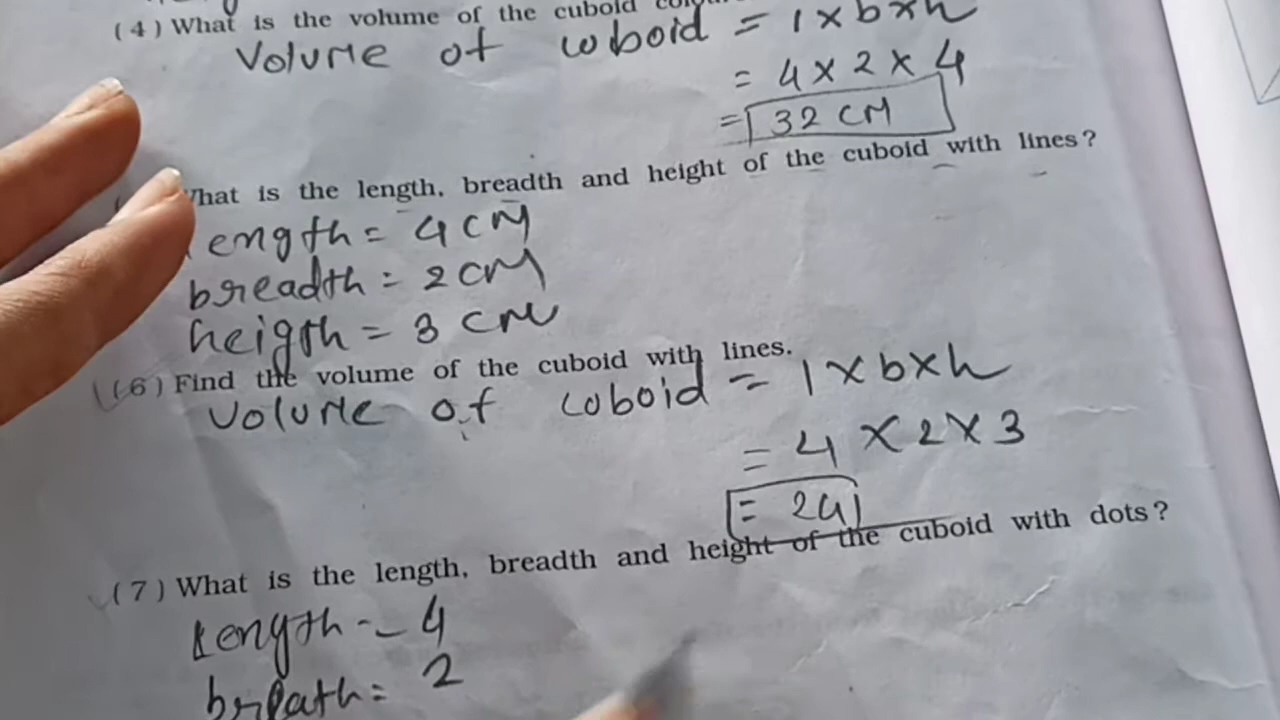 (4) What is the volume of the cuboid
Volume of coboid = l x b x h
= 4 x 2 x 4
= 32 cm
What is the length, breadth and height of the cuboid with lines?
length = 4 cm
breadth = 2 cm
heigth = 3 cm
(6) Find the volume of the cuboid with lines.
Volume of coboid = l x b x h
= 4 x 2 x 3
= 24
(7) What is the length, breadth and height of the cuboid with dots?
Length = 4
breath = 2